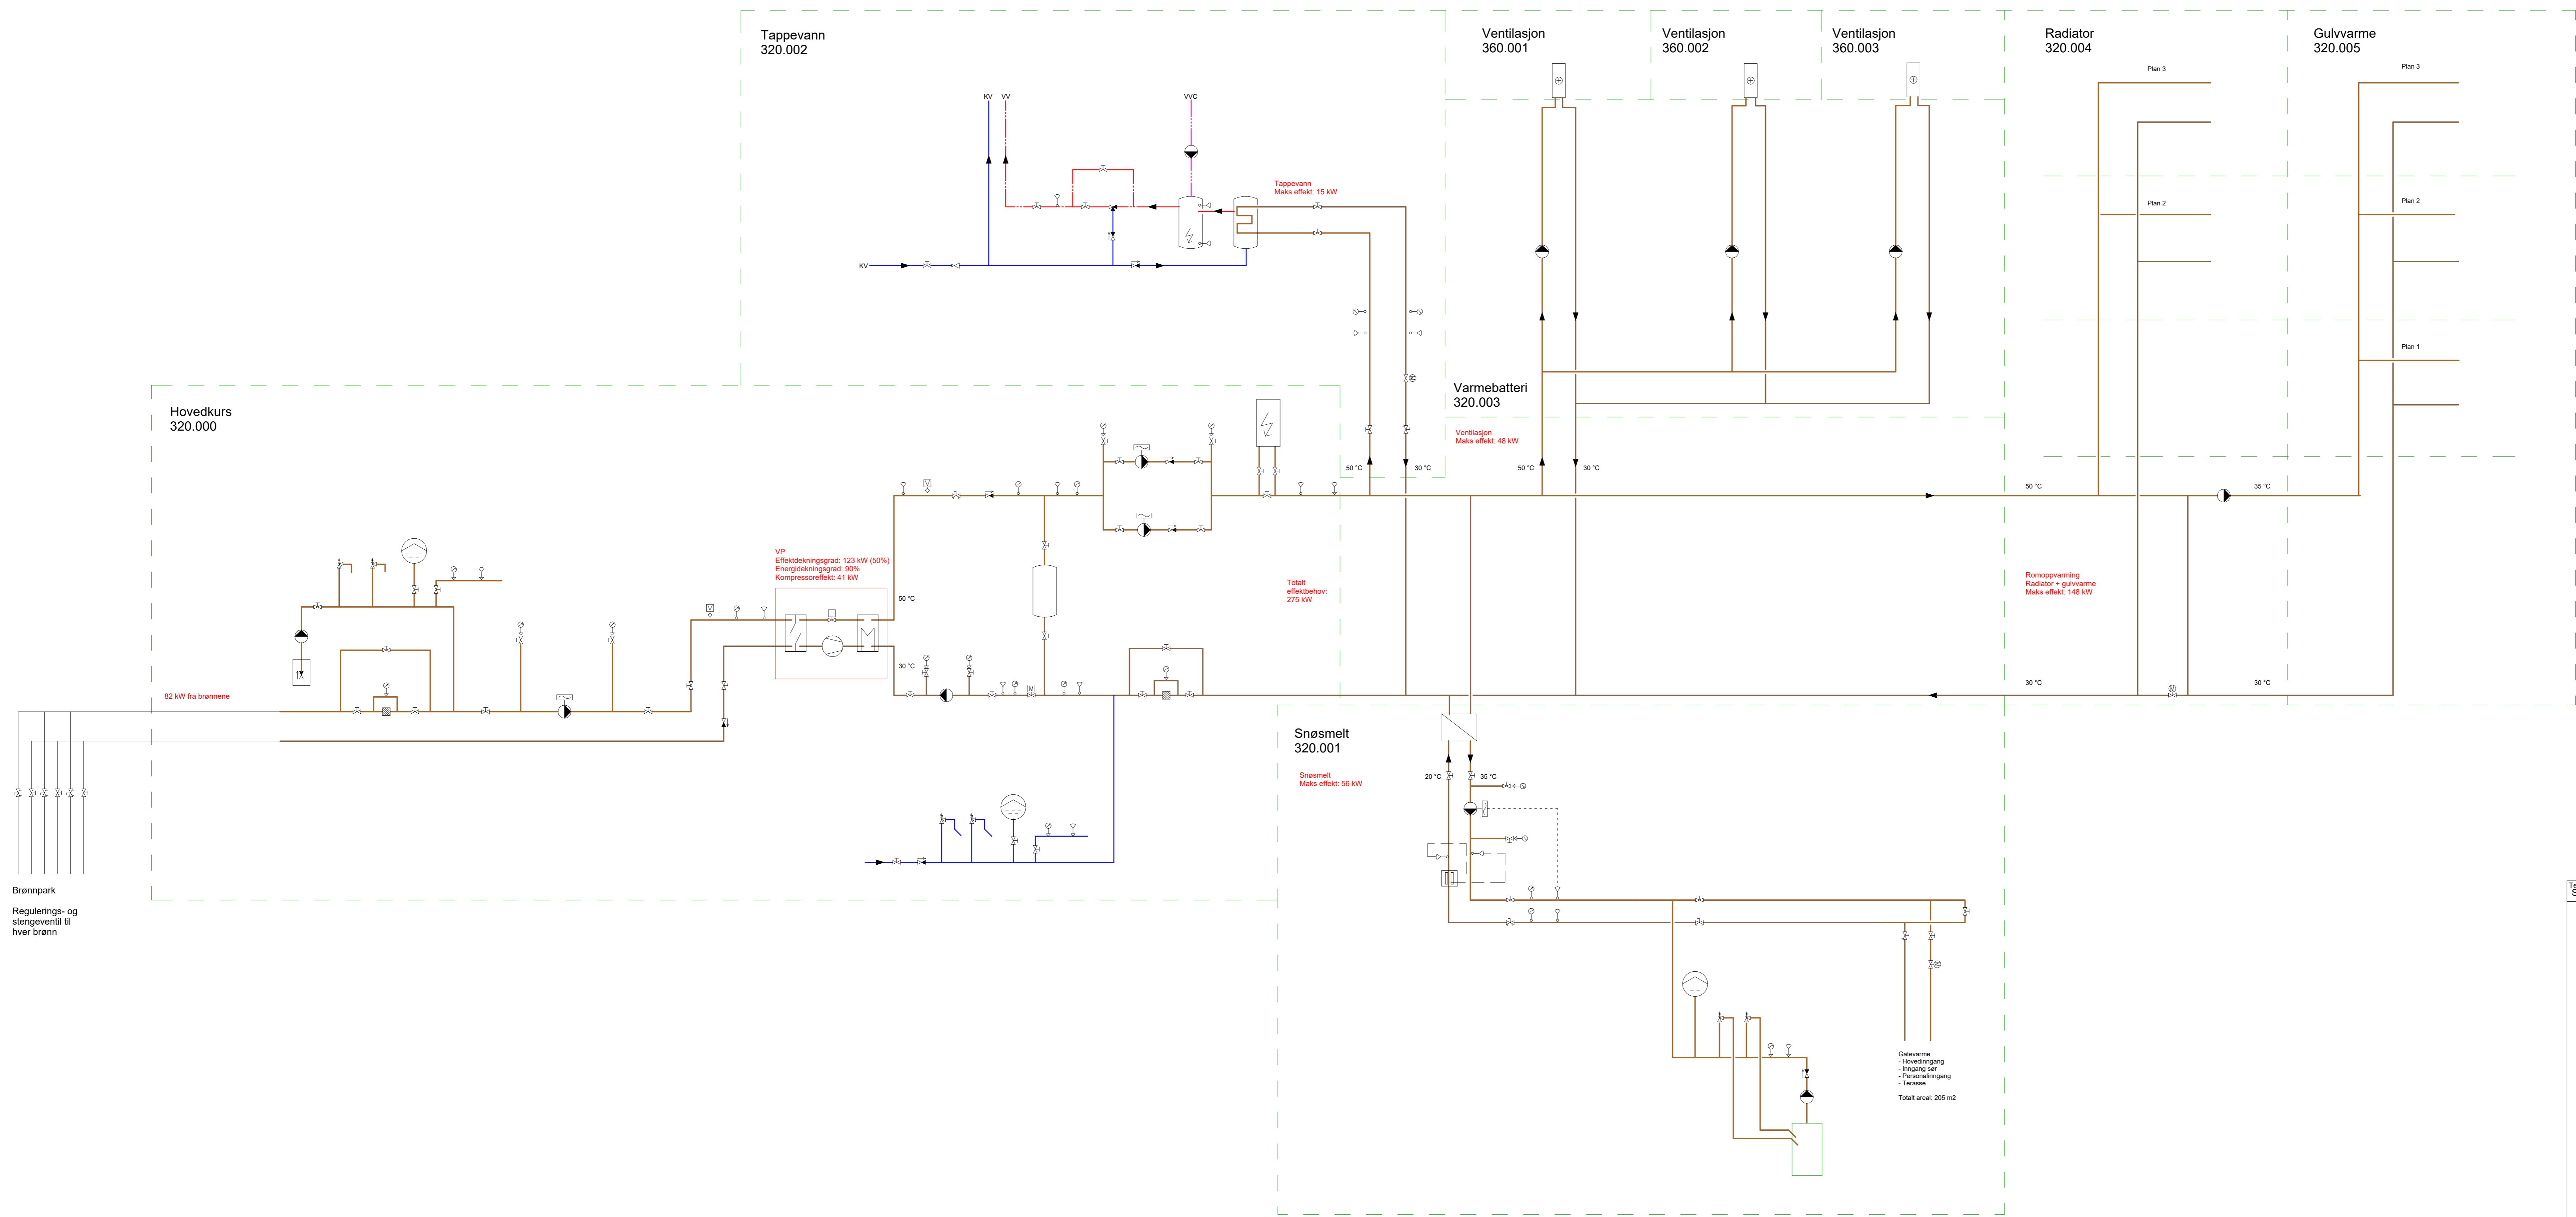 Tappevann
320.002
KV
VV
VVC
Tappevann
Maks effekt: 15 kW
KV
Ventilasjon
360.001
Ventilasjon
360.002
Ventilasjon
360.003
Varmebatteri
320.003
Ventilasjon
Maks effekt: 48 kW
50 °C
30 °C
50 °C
30 °C
Radiator
320.004
Plan 3
Plan 2
50 °C
Gulvvarme
320.005
Plan 3
Plan 2
Plan 1
35 °C
Romoppvarming
Radiator + gulvvarme
Maks effekt: 148 kW
30 °C
30 °C
M
Hovedkurs
320.000
VP
Effektdekningsgrad: 123 kW (50%)
Energidekningsgrad: 90%
Kompressoreffekt: 41 kW
50 °C
30 °C
Totalt
effektbehov:
275 kW
82 kW fra brønnene
Brønnpark
Regulerings- og
stengeventil til
hver brønn
Snøsmelt
320.001
Snøsmelt
Maks effekt: 56 kW
20 °C
35 °C
Gatevarme
- Hovedinngang
- Inngang sør
- Personalinngang
- Terasse
Totalt areal: 205 m2